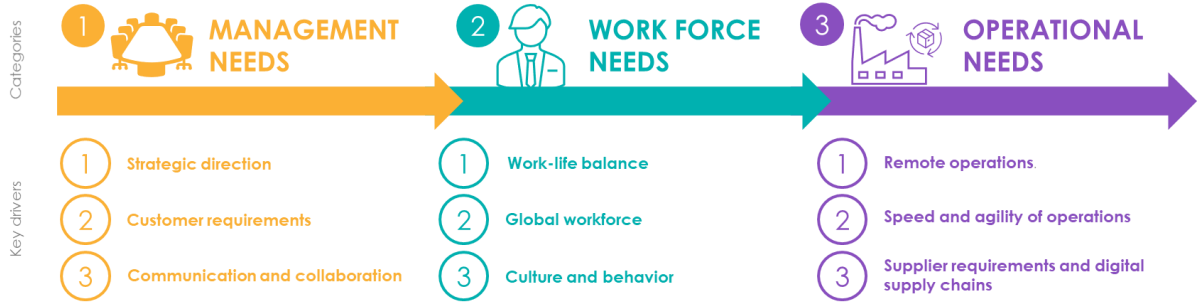 Categories
1
MANAGEMENT
NEEDS
2
WORK FORCE
NEEDS
3
OPERATIONAL
NEEDS
Key drivers
1 Strategic direction
2 Customer requirements
3 Communication and collaboration
1 Work-life balance
2 Global workforce
3 Culture and behavior
1 Remote operations.
2 Speed and agility of operations
3 Supplier requirements and digital
supply chains